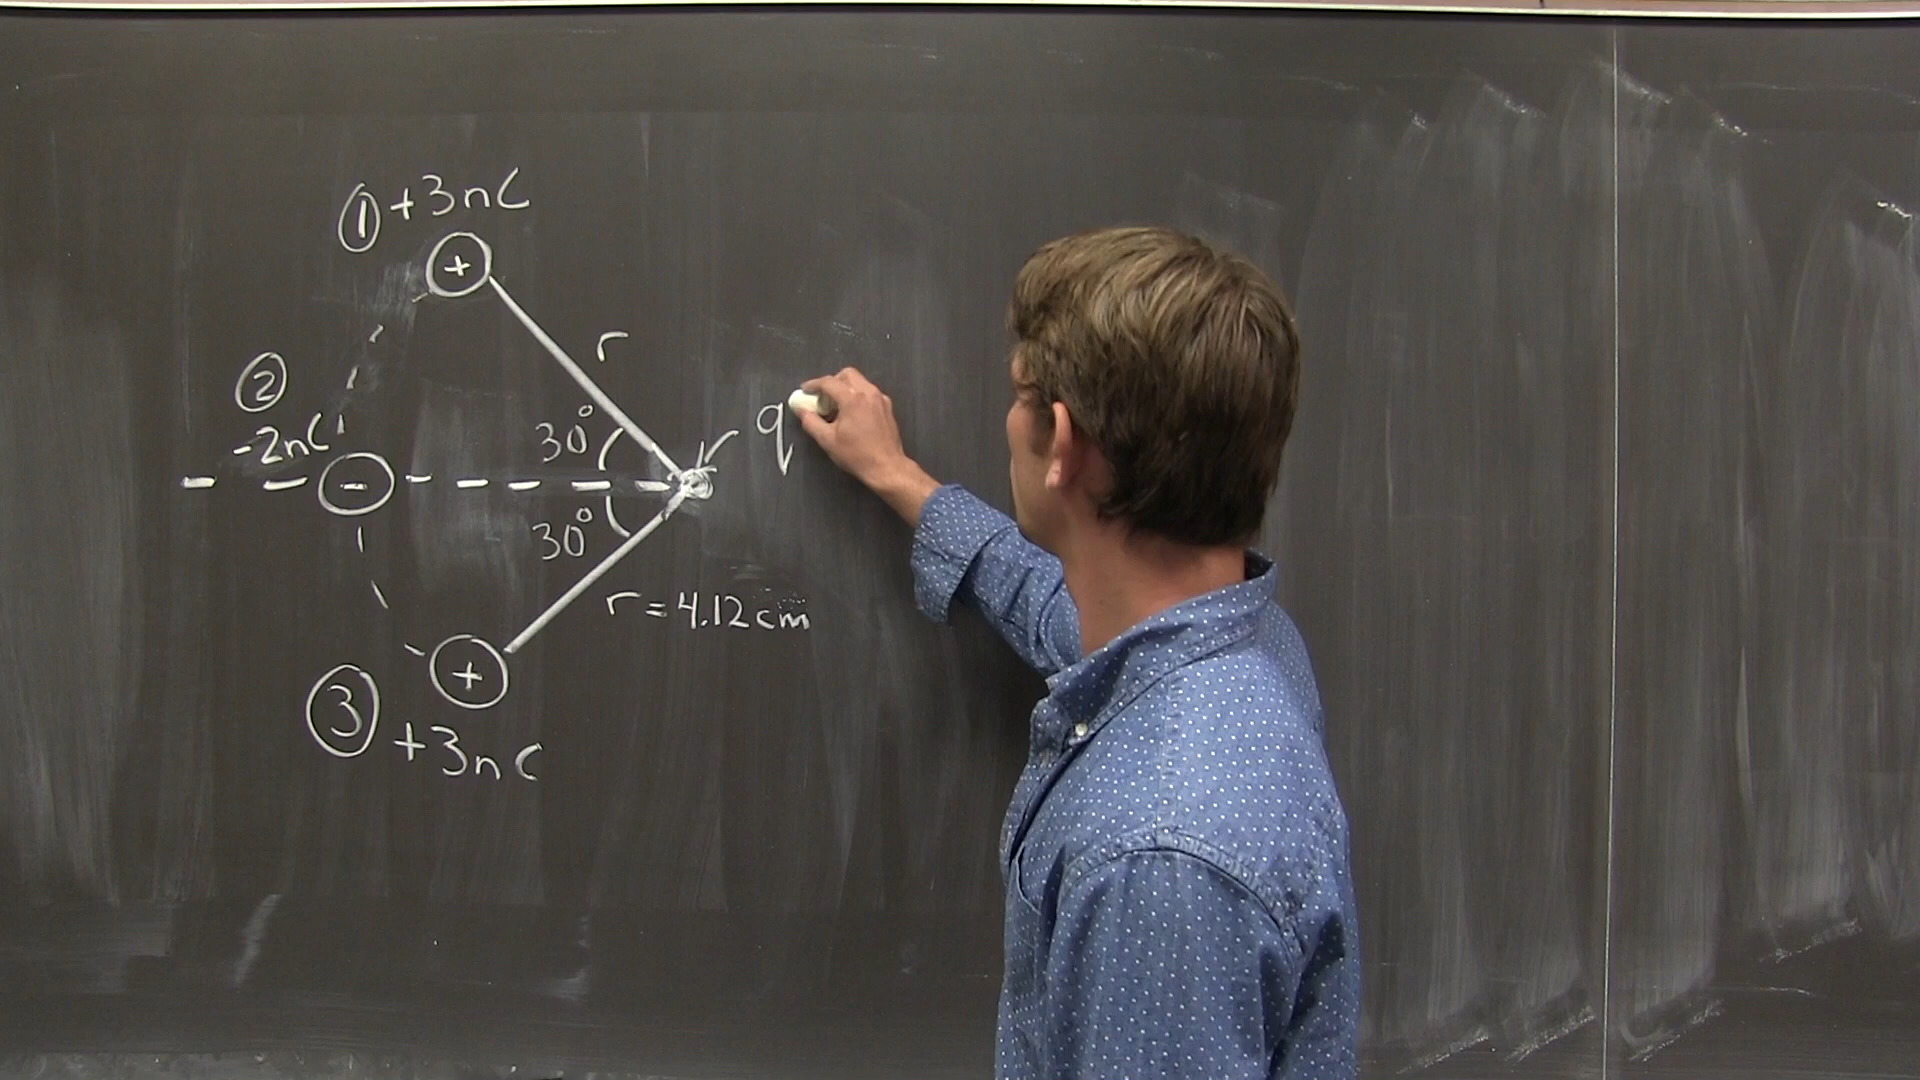 ① +3nC
+
r
②
-2nC
-
30°
30°
q
r = 4.12 cm
+
③
+3nC